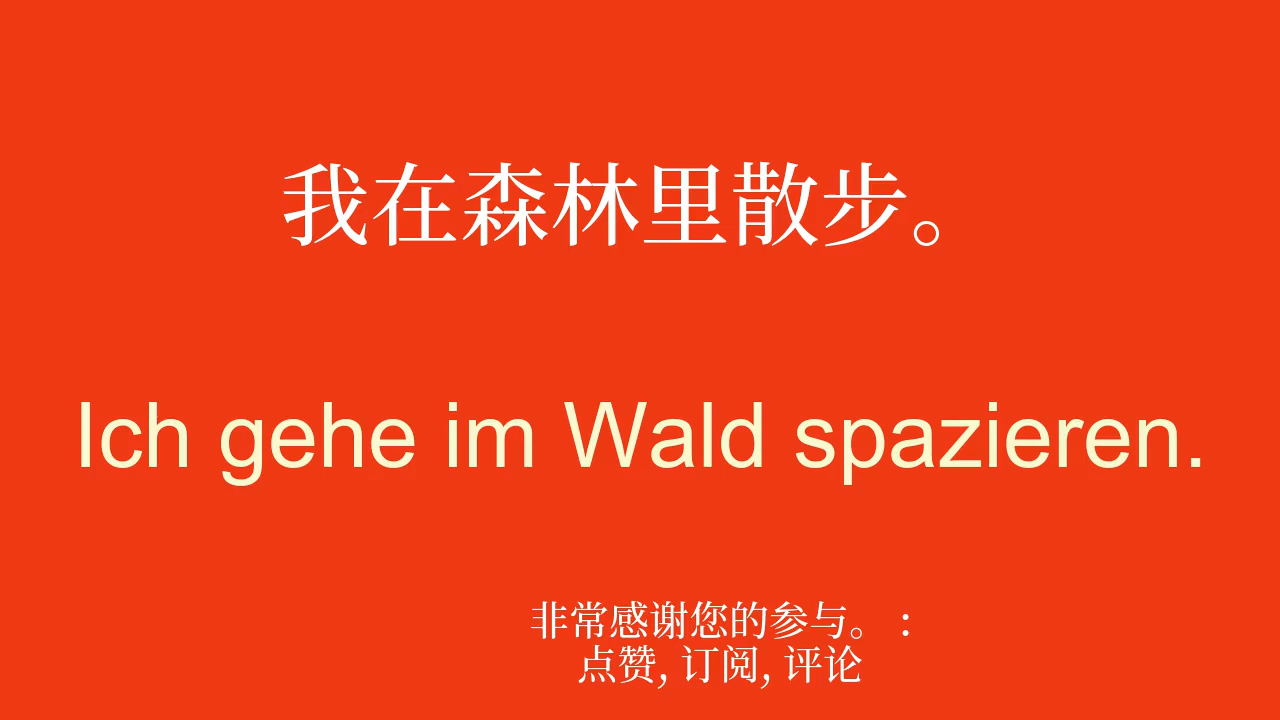 我在森林里散步。
Ich gehe im Wald spazieren.
非常感谢您的参与。 :
点赞, 订阅, 评论